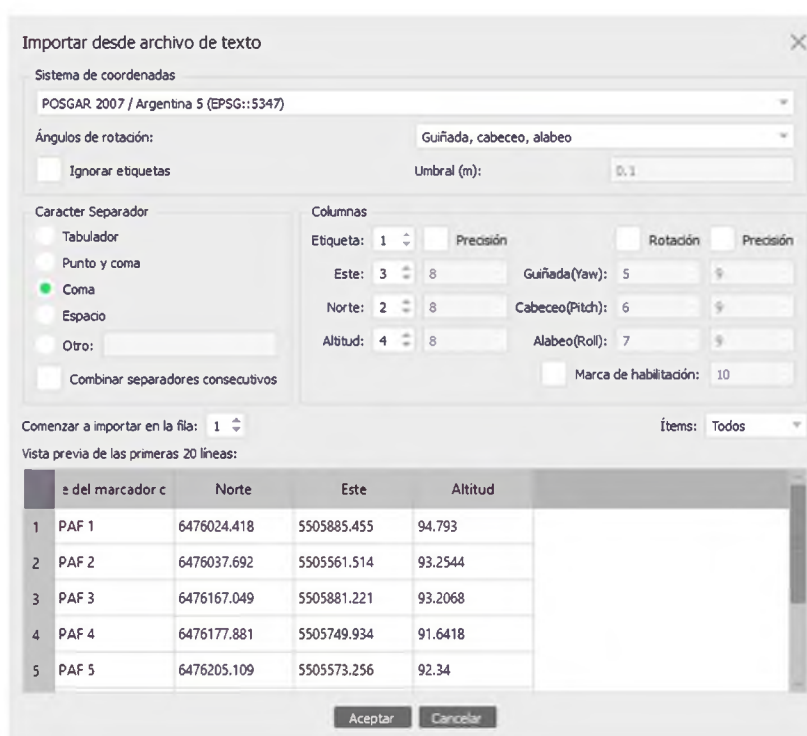 Importar desde archivo de texto
Sistema de coordenadas
POSGAR 2007 / Argentina 5 (EPSG::5347)
Ángulos de rotación: Guiñada, cabeceo, alabeo
Ignorar etiquetas Umbral (m): 0.1
Caracter Separador
Tabulador
Punto y coma
Coma
Espacio
Otro:
Combinar separadores consecutivos
Columnas
Etiqueta: 1 Precisión Rotación Precisión
Este: 3 8 Guiñada(Yaw): 5 9
Norte: 2 8 Cabeceo(Pitch): 6 9
Altitud: 4 8 Alabeo(Roll): 7 9
Marca de habilitación: 10
Comenzar a importar en la fila: 1 Ítems: Todos
Vista previa de las primeras 20 líneas:
e del marcador c Norte Este Altitud
1 PAF 1 6476024.418 5505885.455 94.793
2 PAF 2 6476037.692 5505561.514 93.2544
3 PAF 3 6476167.049 5505881.221 93.2068
4 PAF 4 6476177.881 5505749.934 91.6418
5 PAF 5 6476205.109 5505573.256 92.34
Aceptar Cancelar